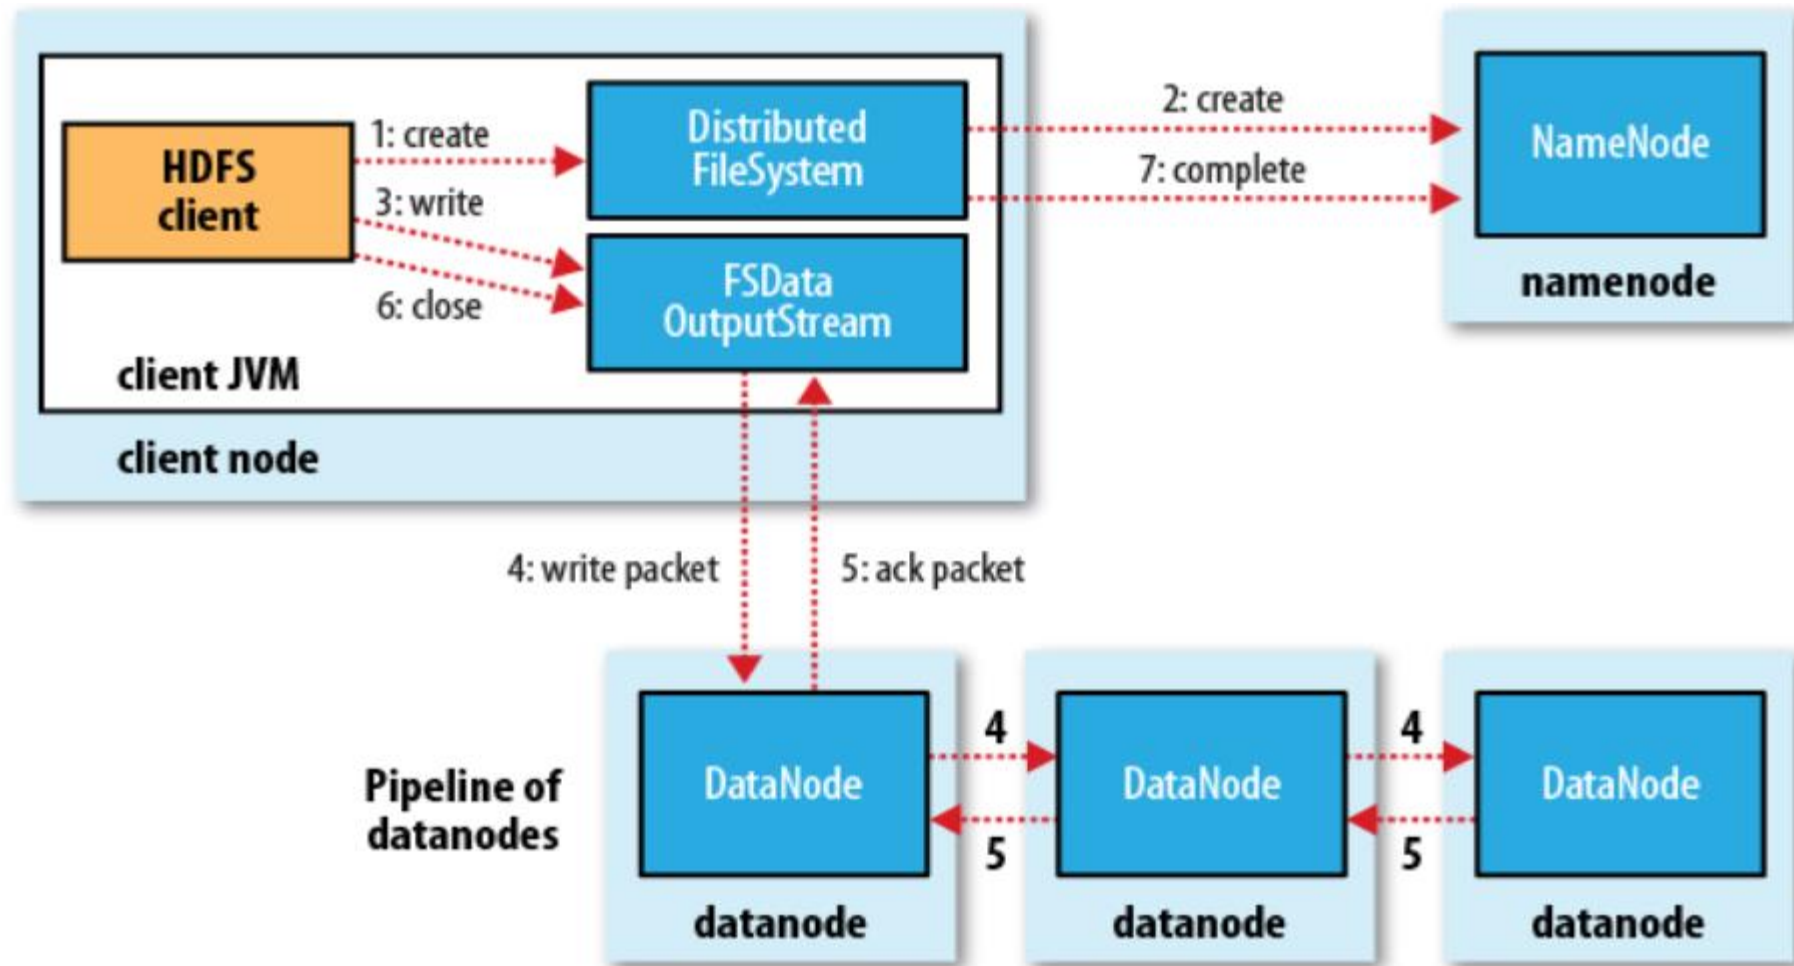 HDFS
client
1: create
3: write
6: close
Distributed
FileSystem
FSData
OutputStream
client JVM
client node
2: create
7: complete
NameNode
namenode
4: write packet
5: ack packet
Pipeline of
datanodes
DataNode
datanode
4
5
DataNode
datanode
4
5
DataNode
datanode